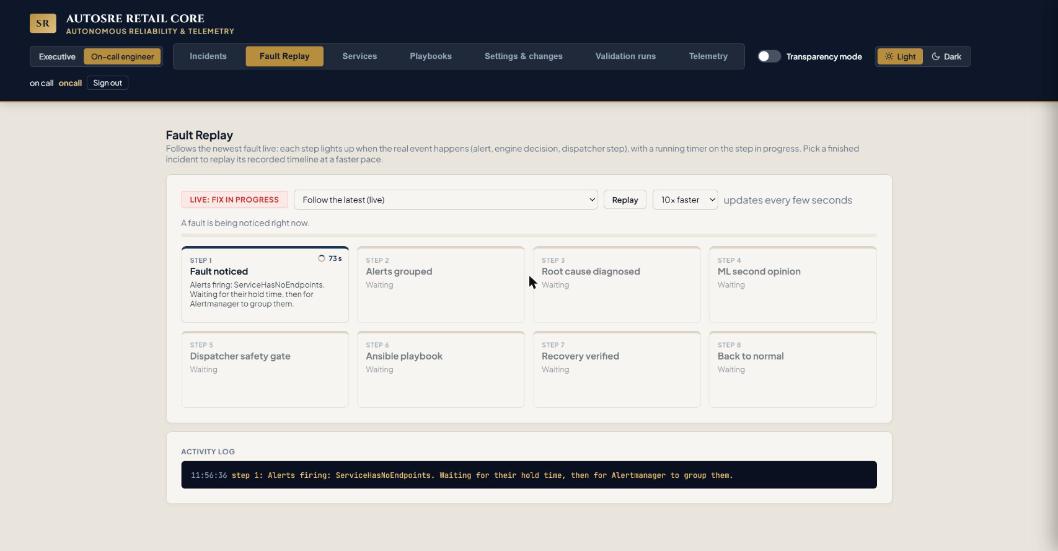 SR
AUTOSRE RETAIL CORE
AUTONOMOUS RELIABILITY & TELEMETRY
Executive On-call engineer Incidents Fault Replay Services Playbooks Settings & changes Validation runs Telemetry Transparency mode Light Dark
on call oncall Sign out
Fault Replay
Follows the newest fault live: each step lights up when the real event happens (alert, engine decision, dispatcher step), with a running timer on the step in progress. Pick a finished
incident to replay its recorded timeline at a faster pace.
LIVE: FIX IN PROGRESS Follow the latest (live) Replay 10× faster updates every few seconds
A fault is being noticed right now.
STEP 1 73 s
Fault noticed
Alerts firing: ServiceHasNoEndpoints.
Waiting for their hold time, then for
Alertmanager to group them.
STEP 2
Alerts grouped
Waiting
STEP 3
Root cause diagnosed
Waiting
STEP 4
ML second opinion
Waiting
STEP 5
Dispatcher safety gate
Waiting
STEP 6
Ansible playbook
Waiting
STEP 7
Recovery verified
Waiting
STEP 8
Back to normal
Waiting
ACTIVITY LOG
11:56:36 step 1: Alerts firing: ServiceHasNoEndpoints. Waiting for their hold time, then for Alertmanager to group them.